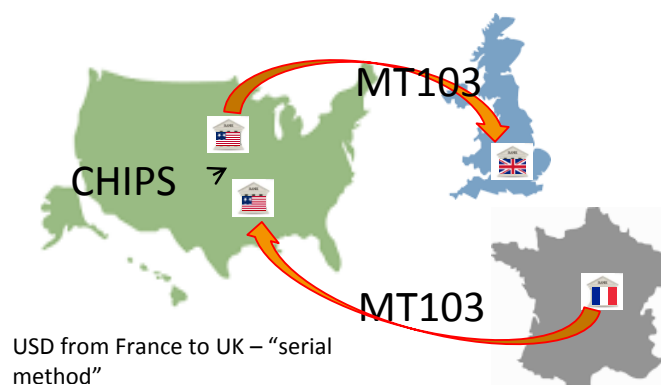 MT103
CHIPS
MT103
USD from France to UK – “serial
method”